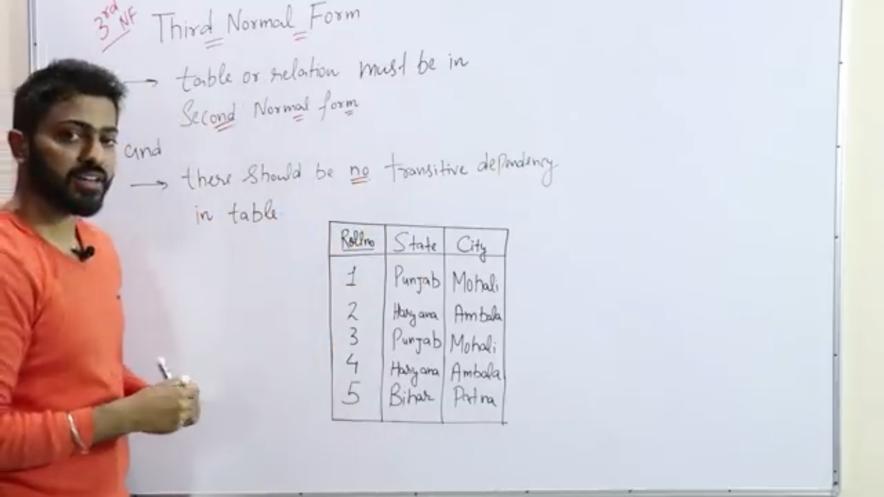 3rd NF
Third Normal Form
→ table or relation must be in
Second Normal form
and
→ there should be no transitive dependency
in table
Rollno State City
1 Punjab Mohali
2 Haryana Ambala
3 Punjab Mohali
4 Haryana Ambala
5 Bihar Patna